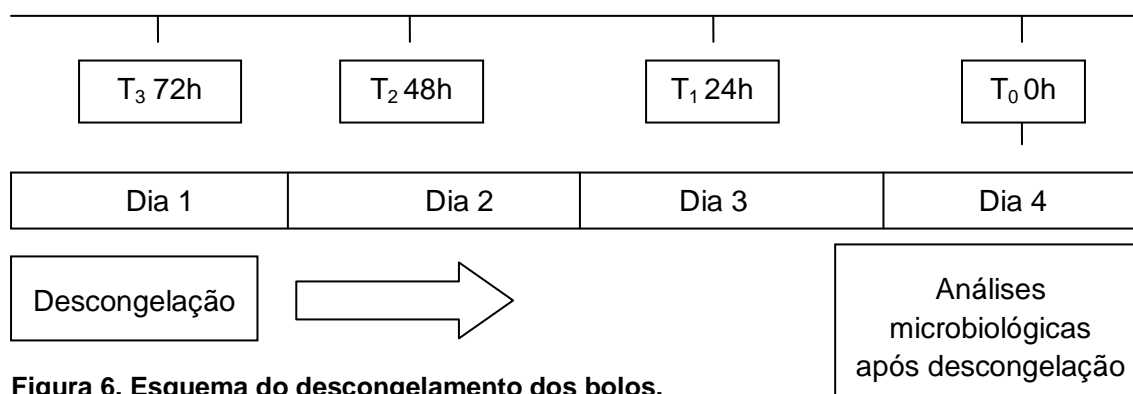 T₃ 72h T₂ 48h T₁ 24h T₀ 0h
Dia 1 Dia 2 Dia 3 Dia 4
Descongelação
Análises
microbiológicas
após descongelação
Figura 6. Esquema do descongelamento dos bolos.